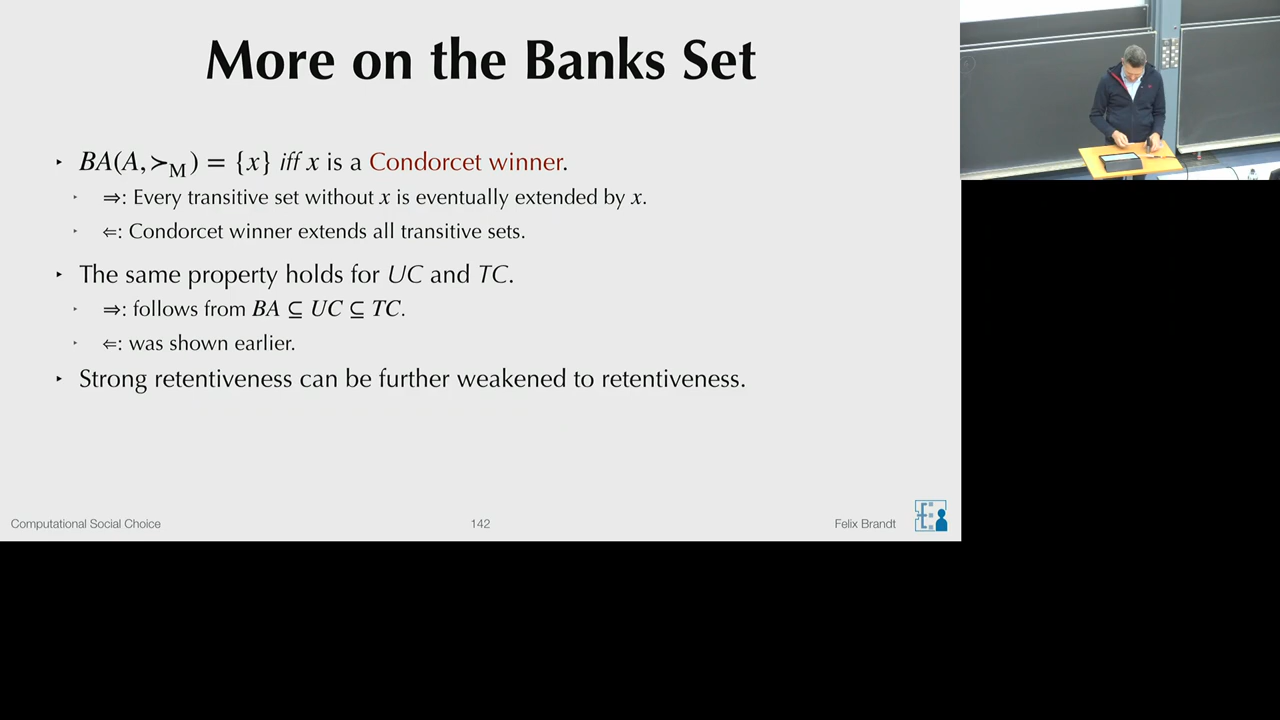 More on the Banks Set
‣ BA(A, ≻M) = {x} iff x is a Condorcet winner.
‣ ⇒: Every transitive set without x is eventually extended by x.
‣ ⇐: Condorcet winner extends all transitive sets.
‣ The same property holds for UC and TC.
‣ ⇒: follows from BA ⊆ UC ⊆ TC.
‣ ⇐: was shown earlier.
‣ Strong retentiveness can be further weakened to retentiveness.
Computational Social Choice 142 Felix Brandt